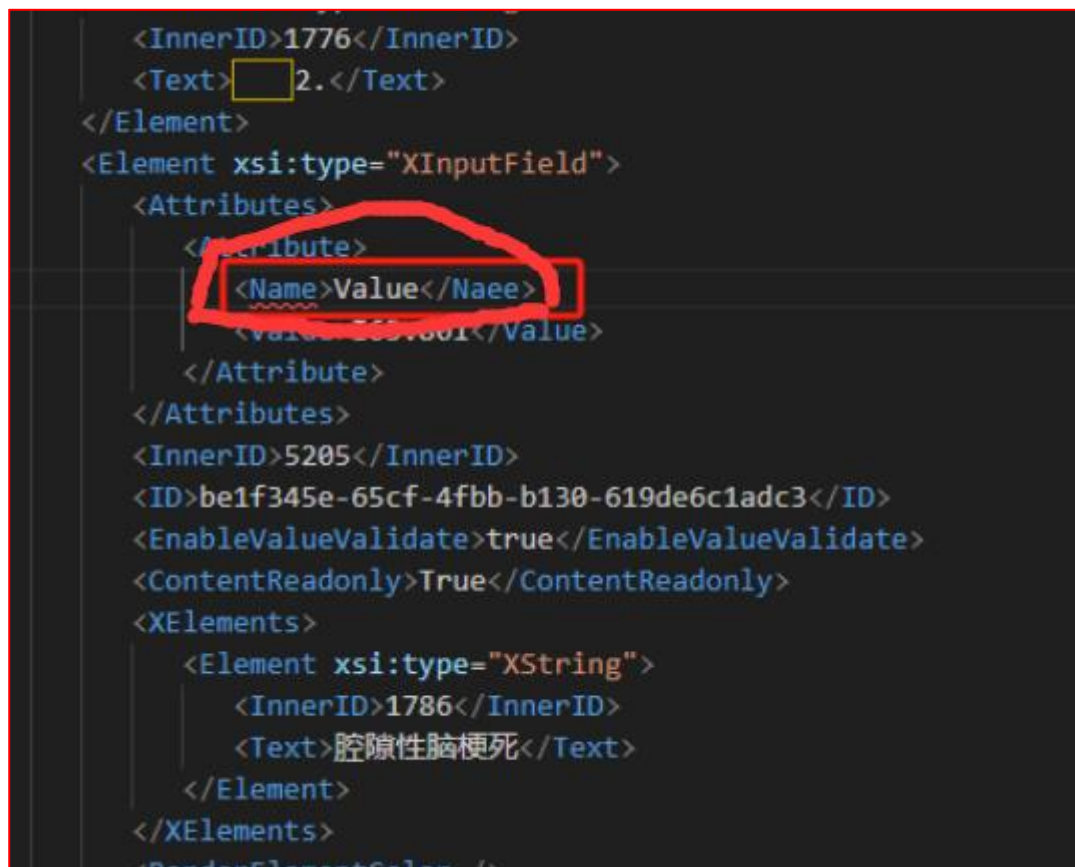 <InnerID>1776</InnerID>
<Text>    2.</Text>
</Element>
<Element xsi:type="XInputField">
<Attributes>
<Attribute>
<Name>Value</Naee>
</Value>
</Attribute>
</Attributes>
<InnerID>5205</InnerID>
<ID>be1f345e-65cf-4fbb-b130-619de6c1adc3</ID>
<EnableValueValidate>true</EnableValueValidate>
<ContentReadonly>True</ContentReadonly>
<XElements>
<Element xsi:type="XString">
<InnerID>1786</InnerID>
<Text>腔隙性脑梗死</Text>
</Element>
</XElements>